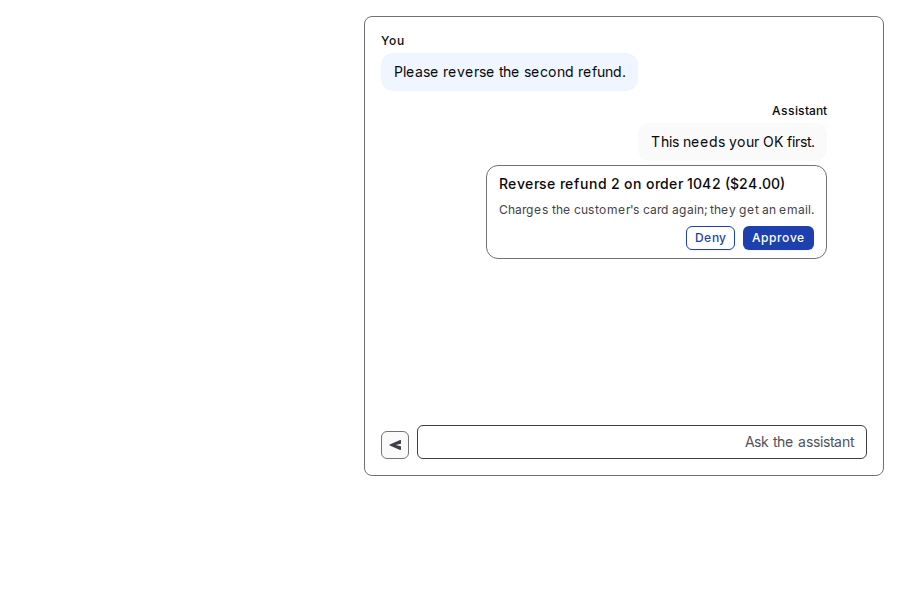 You
Please reverse the second refund.
Assistant
This needs your OK first.
Reverse refund 2 on order 1042 ($24.00)
Charges the customer's card again; they get an email.
Deny
Approve
Ask the assistant